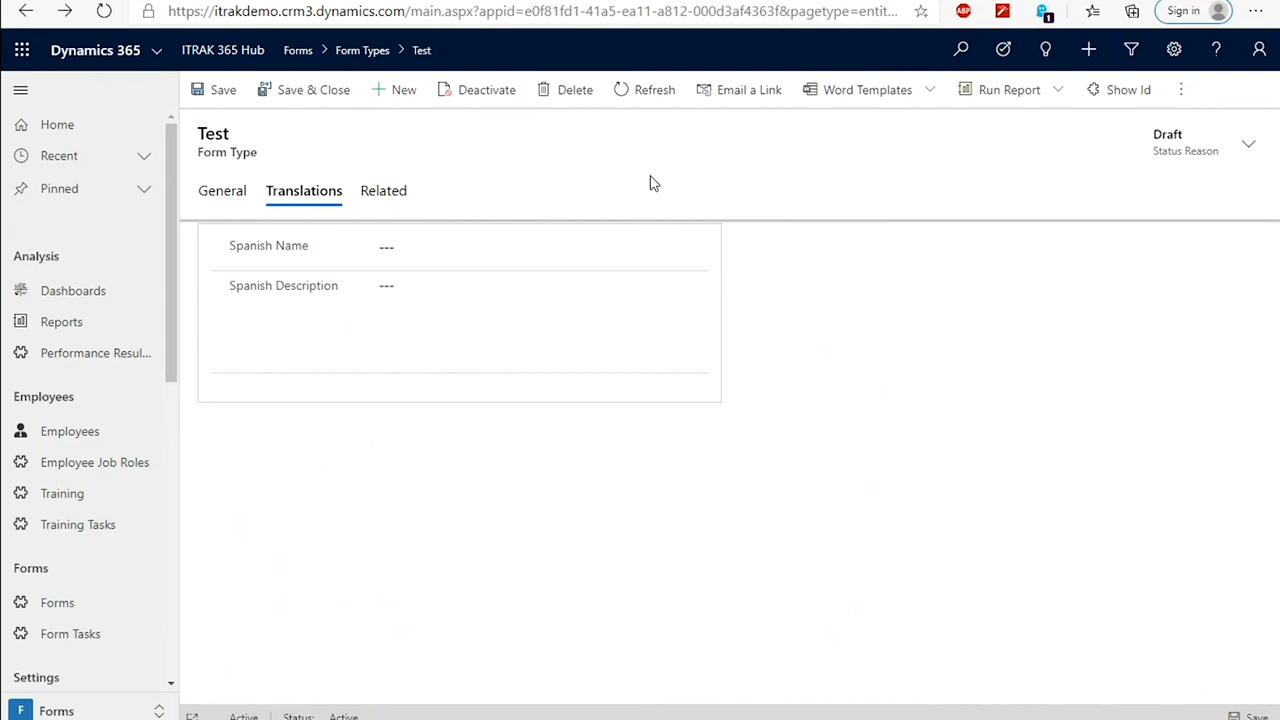 https://itrakdemo.crm3.dynamics.com/main.aspx?appid=e0f81fd1-41a5-ea11-a812-000d3af4363f&pagetype=entit...
ABP
1
Sign in
Dynamics 365
ITRAK 365 Hub
Forms > Form Types > Test
Save
Save & Close
New
Deactivate
Delete
Refresh
Email a Link
Word Templates
Run Report
Show Id
Home
Recent
Pinned
Analysis
Dashboards
Reports
Performance Resul...
Employees
Employees
Employee Job Roles
Training
Training Tasks
Forms
Forms
Form Tasks
Settings
F Forms
Test
Form Type
Draft
Status Reason
General
Translations
Related
Spanish Name ---
Spanish Description ---
Active
Status: Active
Save